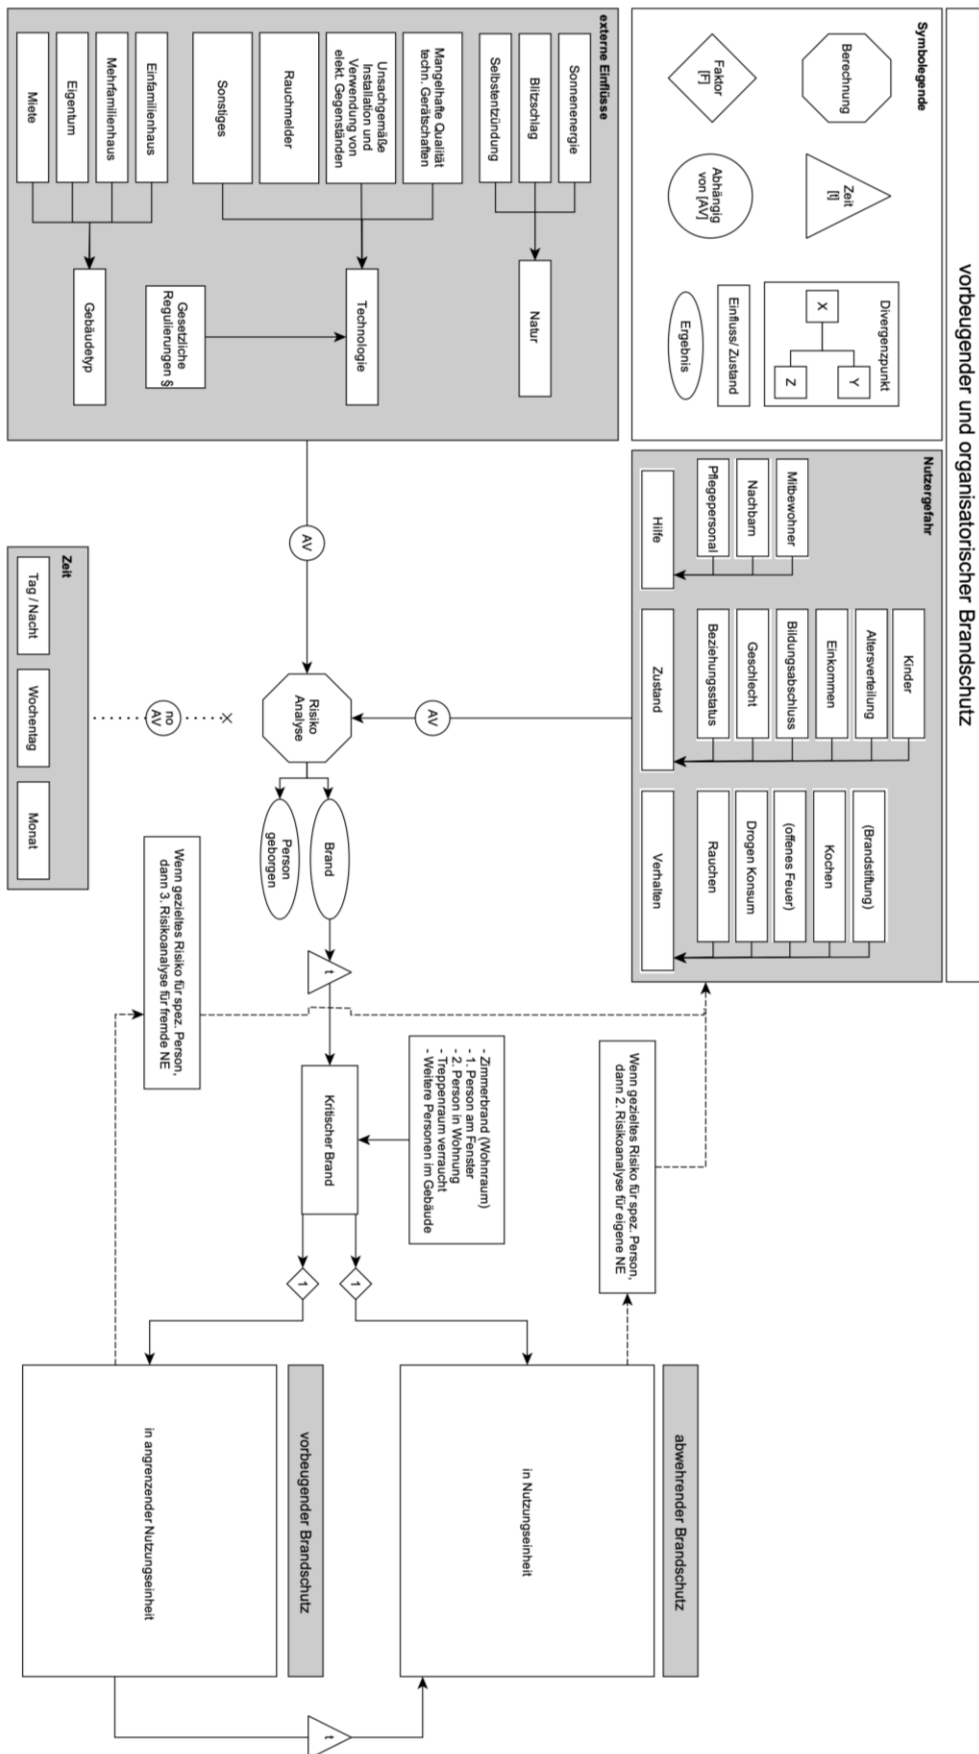 vorbeugender und organisatorischer Brandschutz
Symbolegende
Berechnung
Zeit
[t]
Divergenzpunkt
X
Y
Z
Faktor
[F]
Abhängig
von [AV]
Einfluss/ Zustand
Ergebnis
Nutzergefahr
Mitbewohner
Nachbarn
Pflegepersonal
Hilfe
Kinder
Altersverteilung
Einkommen
Bildungsabschluss
Geschlecht
Beziehungsstatus
Zustand
(Brandstiftung)
Kochen
(offenes Feuer)
Drogen Konsum
Rauchen
Verhalten
externe Einflüsse
Sonnenenergie
Blitzschlag
Selbstentzündung
Natur
Mangelhafte Qualität
techn. Gerätschaften
Unsachgemäße
Installation und
Verwendung von
elekt. Gegenständen
Rauchmelder
Sonstiges
Technologie
Gesetzliche
Regulierungen §
Einfamilienhaus
Mehrfamilienhaus
Eigentum
Miete
Gebäudetyp
AV
AV
Risiko
Analyse
no
AV
Zeit
Tag / Nacht
Wochentag
Monat
Brand
Person
geborgen
t
Wenn gezieltes Risiko für spez. Person,
dann 3. Risikoanalyse für fremde NE
Wenn gezieltes Risiko für spez. Person,
dann 2. Risikoanalyse für eigene NE
- Zimmerbrand (Wohnraum)
- 1. Person am Fenster
- 2. Person in Wohnung
- Treppenraum verraucht
- Weitere Personen im Gebäude
Kritischer Brand
1
1
abwehrender Brandschutz
in Nutzungseinheit
vorbeugender Brandschutz
in angrenzender Nutzungseinheit
t